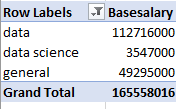 Row Labels Basesalary
data 112716000
data science 3547000
general 49295000
Grand Total 165558016